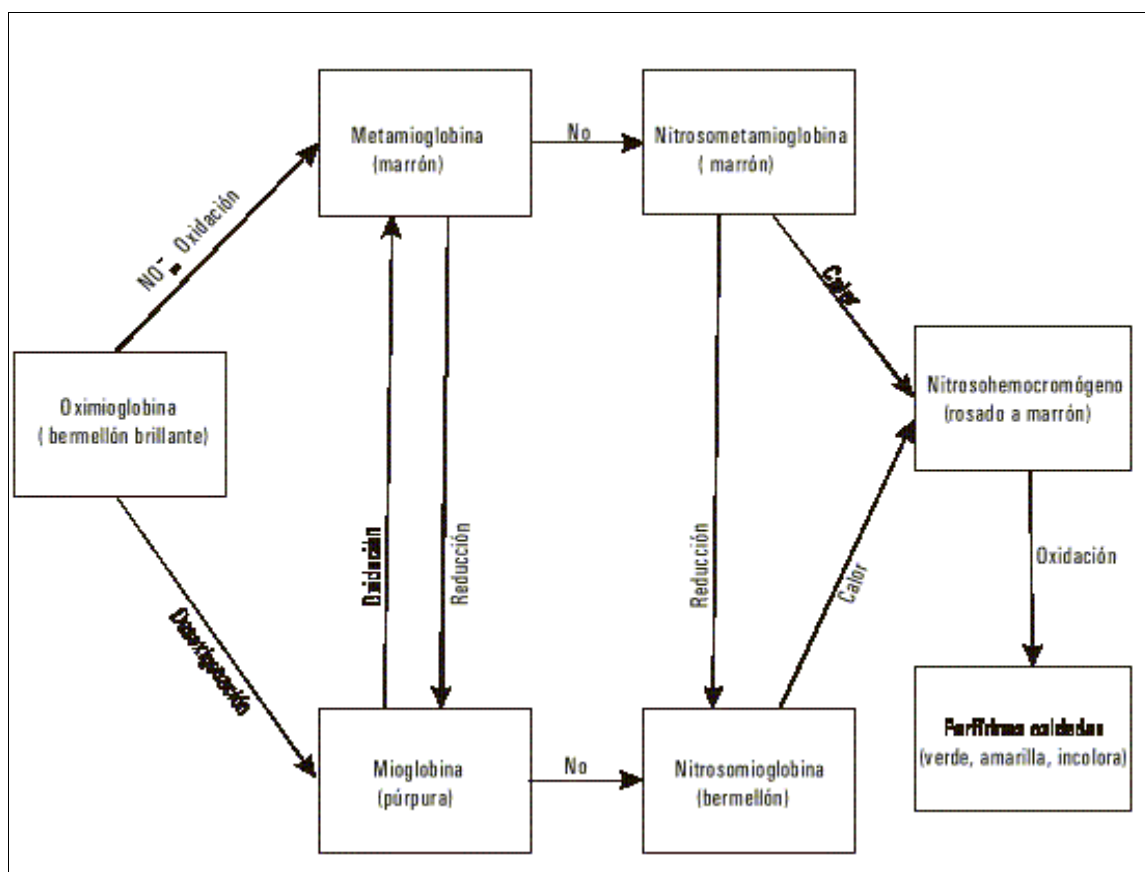 Metamioglobina
(marrón)
No
Nitrosometamioglobina
( marrón)
NO - Oxidación
Calor
Oximioglobina
( bermellón brillante)
Nitrosohemocromógeno
(rosado a marrón)
Oxidación
Reducción
Reducción
Calor
Oxidación
Desoxigenación
Mioglobina
(púrpura)
No
Nitrosomioglobina
(bermellón)
(verde, amarilla, incolora)